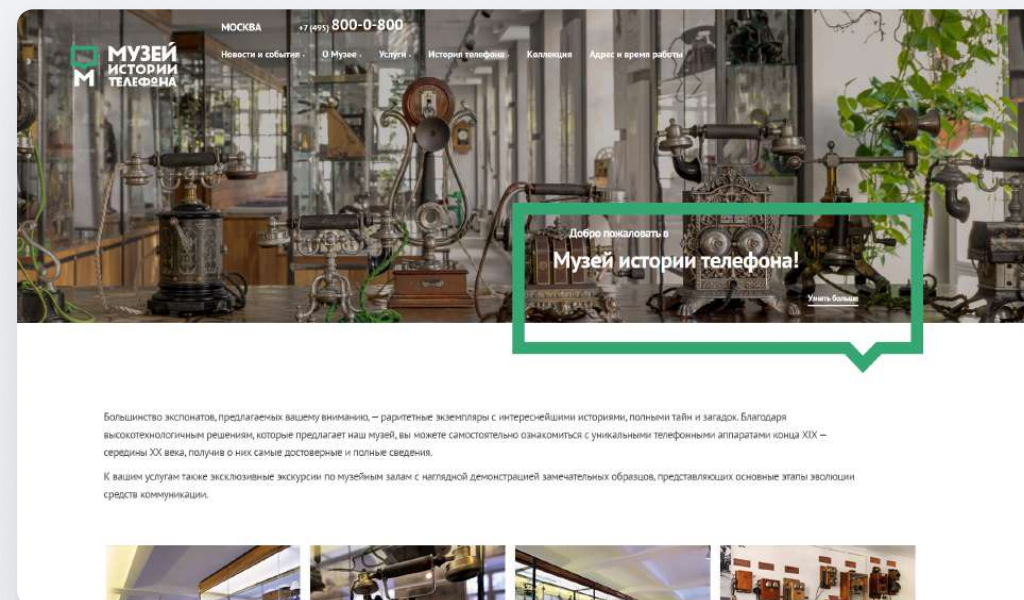 МУЗЕЙ
ИСТОРИИ
ТЕЛЕФОНА
МОСКВА +7 (495) 800-0-800
Новости и события О Музее Услуги История телефона Коллекция Адрес и время работы
Добро пожаловать в
Музей истории телефона!
Узнать больше
Большинство экспонатов, предлагаемых вашему вниманию, — раритетные экземпляры с интереснейшими историями, полными тайн и загадок. Благодаря
высокотехнологичным решениям, которые предлагает наш музей, вы можете самостоятельно ознакомиться с уникальными телефонными аппаратами конца XIX —
середины XX века, получив о них самые достоверные и полные сведения.
К вашим услугам также эксклюзивные экскурсии по музейным залам с наглядной демонстрацией замечательных образцов, представляющих основные этапы эволюции
средств коммуникации.